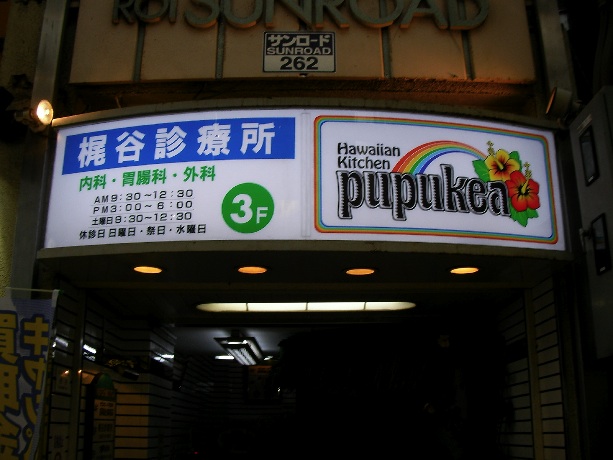 ROI SUNROAD
サンロード
SUNROAD
262
梶谷診療所
内科・胃腸科・外科
AM9:30~12:30
PM3:00~6:00
土曜日9:30~12:30
休診日 日曜日・祭日・水曜日
3F
Hawaiian
Kitchen
pupukea